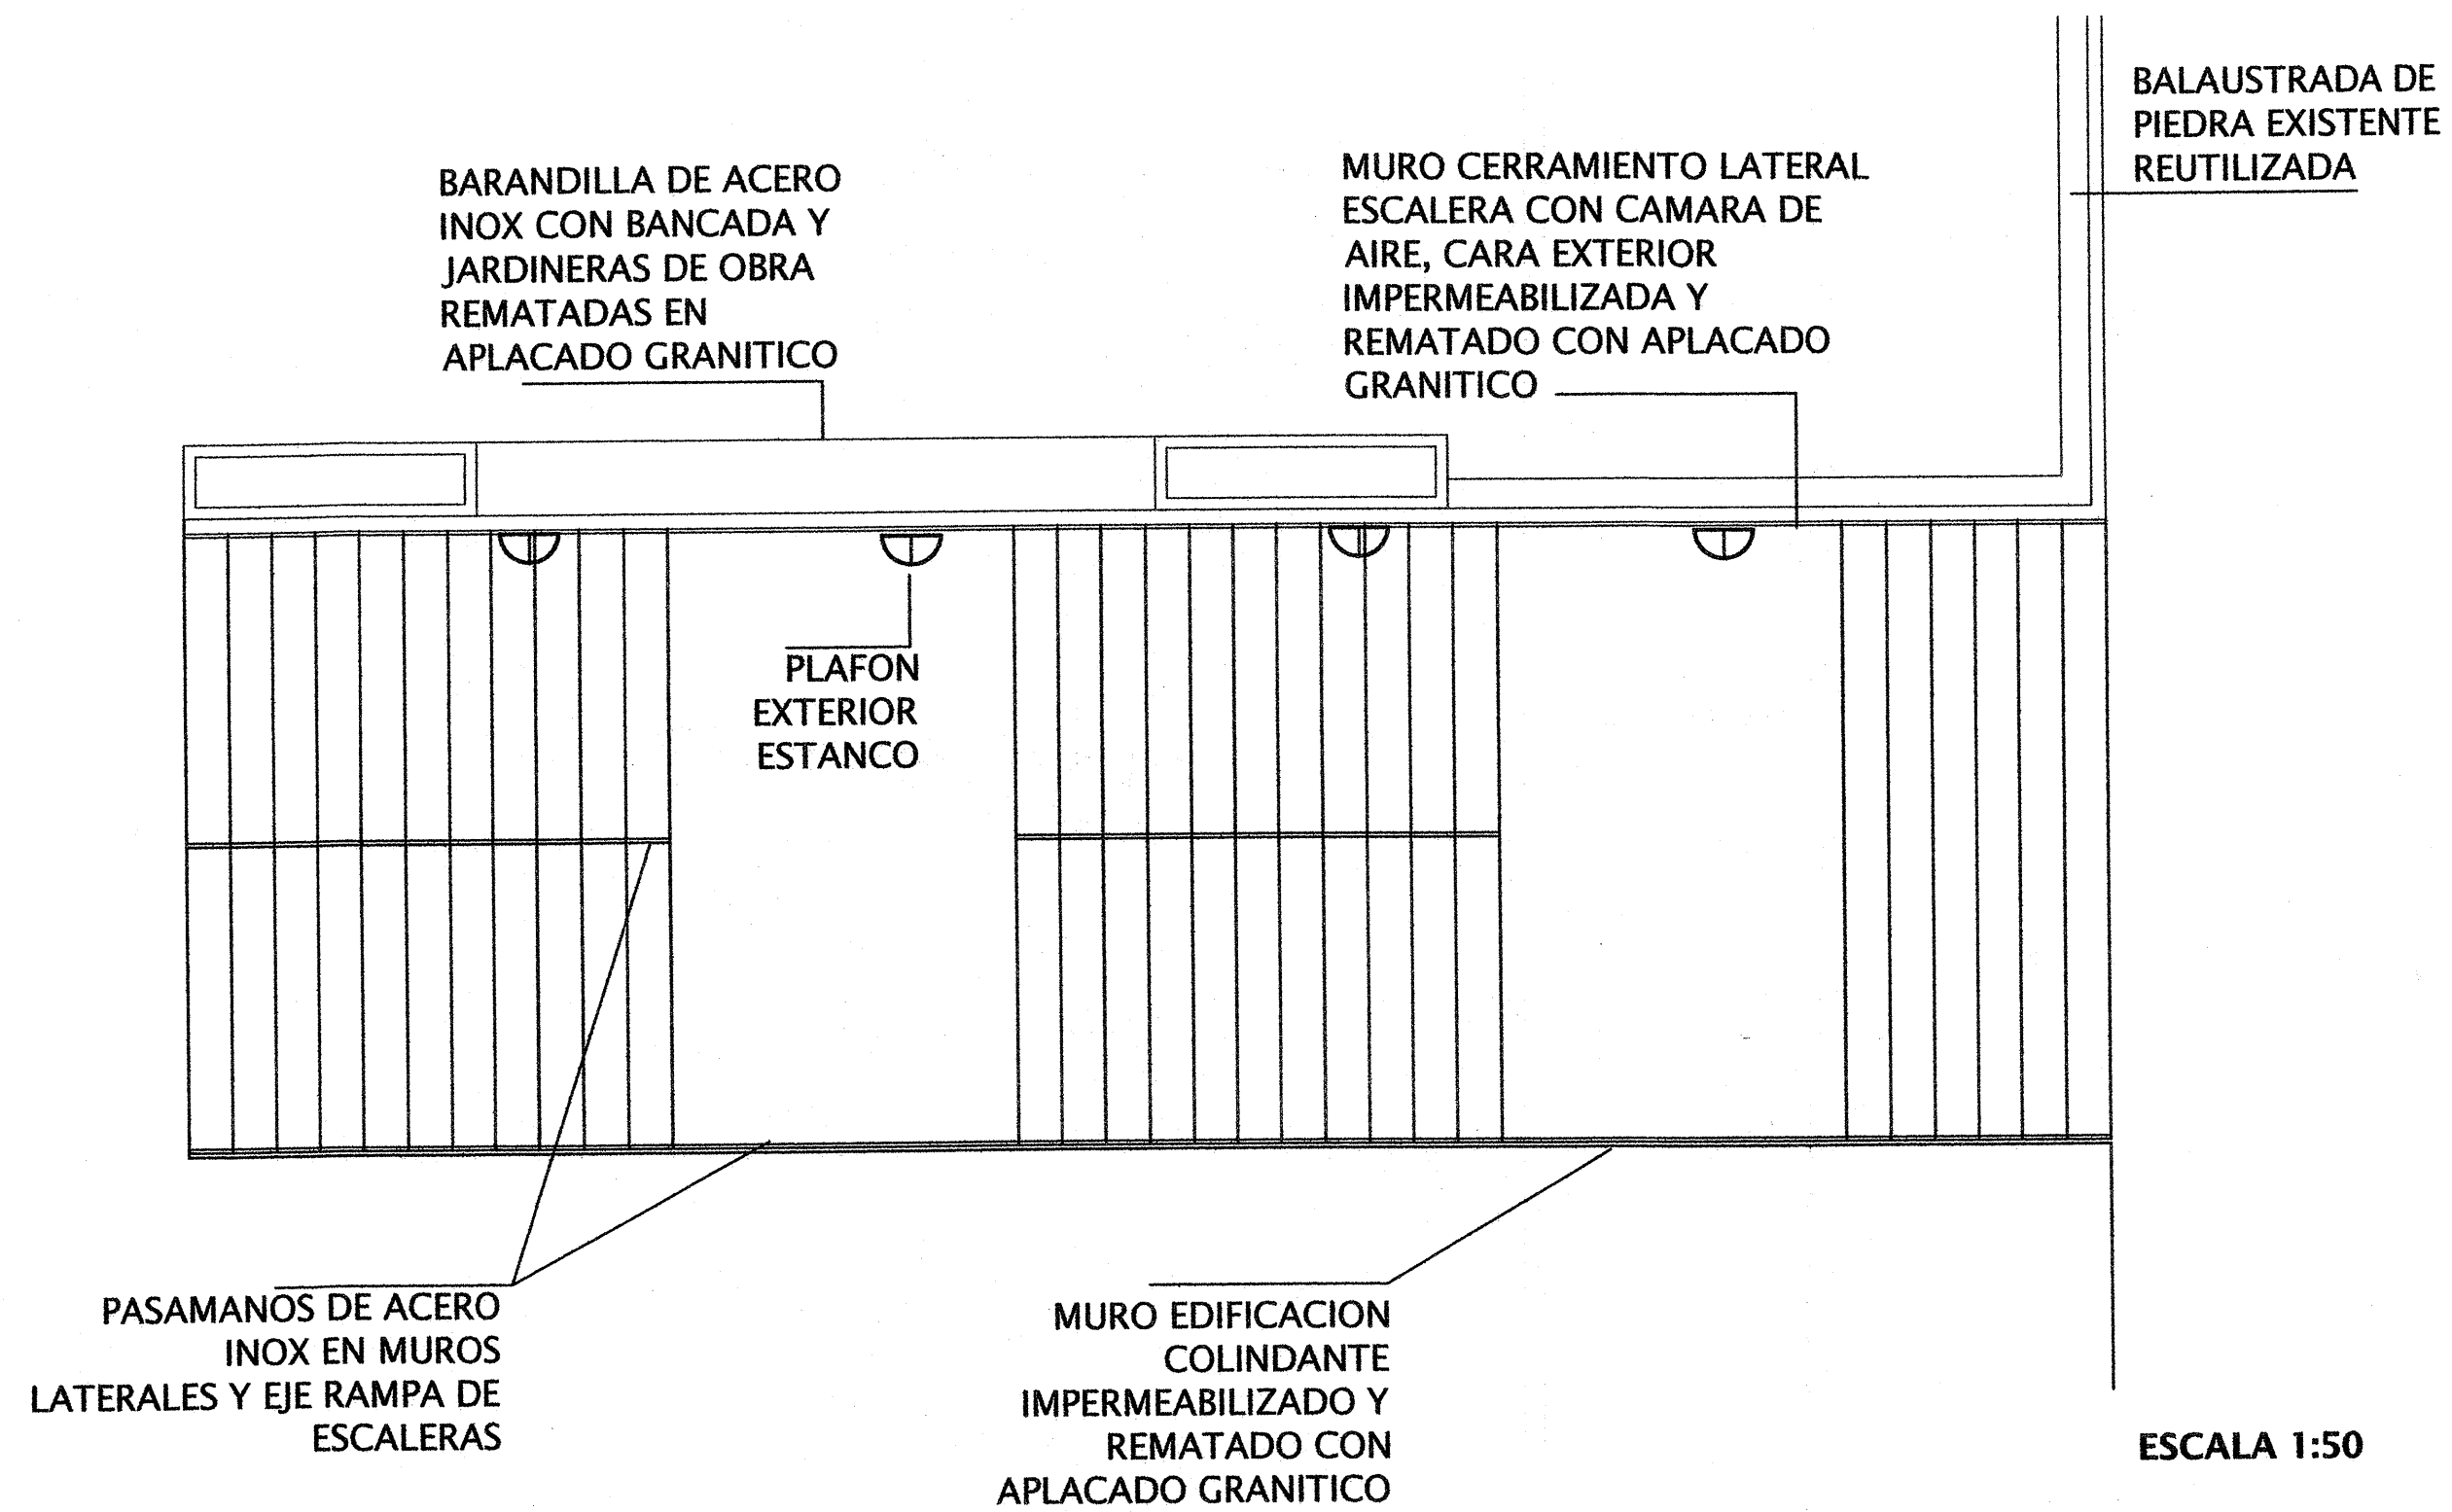 BALAUSTRADA DE
PIEDRA EXISTENTE
REUTILIZADA
BARANDILLA DE ACERO
INOX CON BANCADA Y
JARDINERAS DE OBRA
REMATADAS EN
APLACADO GRANITICO
MURO CERRAMIENTO LATERAL
ESCALERA CON CAMARA DE
AIRE, CARA EXTERIOR
IMPERMEABILIZADA Y
REMATADO CON APLACADO
GRANITICO
PLAFON
EXTERIOR
ESTANCO
PASAMANOS DE ACERO
INOX EN MUROS
LATERALES Y EJE RAMPA DE
ESCALERAS
MURO EDIFICACION
COLINDANTE
IMPERMEABILIZADO Y
REMATADO CON
APLACADO GRANITICO
ESCALA 1:50